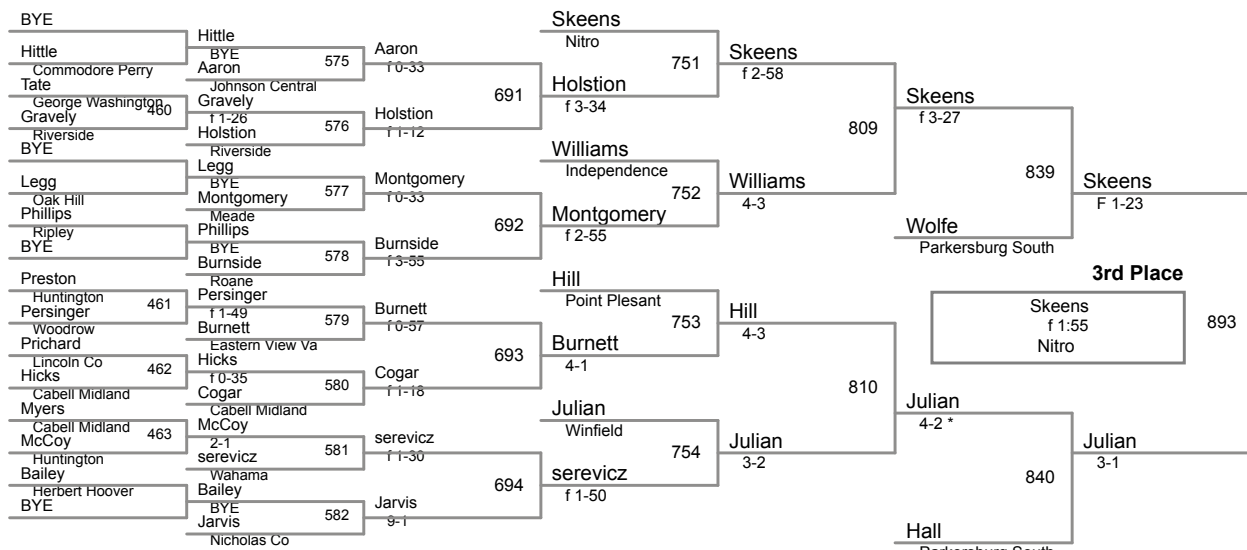 BYE
Hittle
Commodore Perry
Tate
George Washington
460
Gravely
Riverside
BYE
Legg
Oak Hill
Phillips
Ripley
BYE
Preston
Huntington
461
Persinger
Woodrow
Prichard
Lincoln Co
462
Hicks
Cabell Midland
Myers
Cabell Midland
463
McCoy
Huntington
Bailey
Herbert Hoover
BYE
Hittle
BYE
575
Aaron
Johnson Central
Gravely
f 1-26
576
Holstion
Riverside
Legg
BYE
577
Montgomery
Meade
Phillips
BYE
578
Burnside
Roane
Persinger
f 1-49
579
Burnett
Eastern View Va
Hicks
f 0-35
580
Cogar
Cabell Midland
McCoy
2-1
581
serevicz
Wahama
Bailey
BYE
582
Jarvis
Nicholas Co
Aaron
f 0-33
691
Holstion
f 1-12
Montgomery
f 0-33
692
Burnside
f 3-55
Burnett
f 0-57
693
Cogar
f 1-18
serevicz
f 1-30
694
Jarvis
9-1
Skeens
Nitro
751
Holstion
f 3-34
Williams
Independence
752
Montgomery
f 2-55
Hill
Point Plesant
753
Burnett
4-1
Julian
Winfield
754
serevicz
f 1-50
Skeens
f 2-58
809
Williams
4-3
Hill
4-3
810
Julian
3-2
Skeens
f 3-27
839
Wolfe
Parkersburg South
Julian
4-2 *
840
Hall
Parkersburg South
Skeens
F 1-23
3rd Place
Skeens
f 1:55
Nitro
893
Julian
3-1